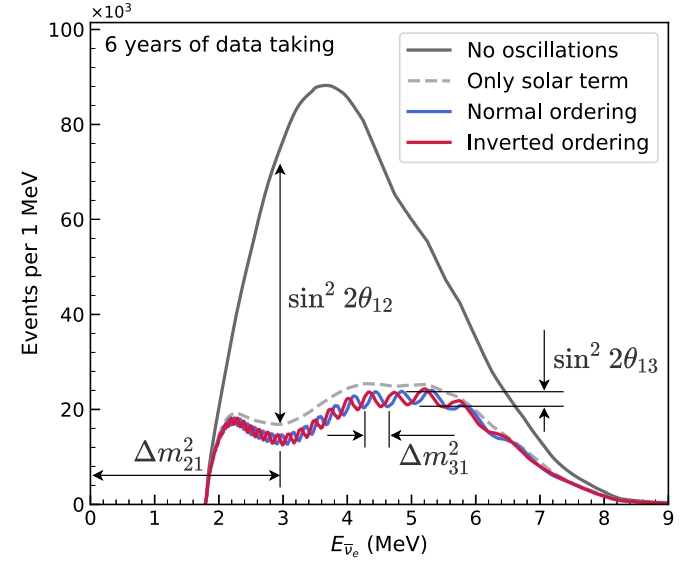 ×10³
6 years of data taking
No oscillations
Only solar term
Normal ordering
Inverted ordering
Events per 1 MeV
100
80
60
40
20
0
sin² 2θ₁₂
sin² 2θ₁₃
Δm²₂₁
Δm²₃₁
0 1 2 3 4 5 6 7 8 9
E_ν̅ₑ (MeV)